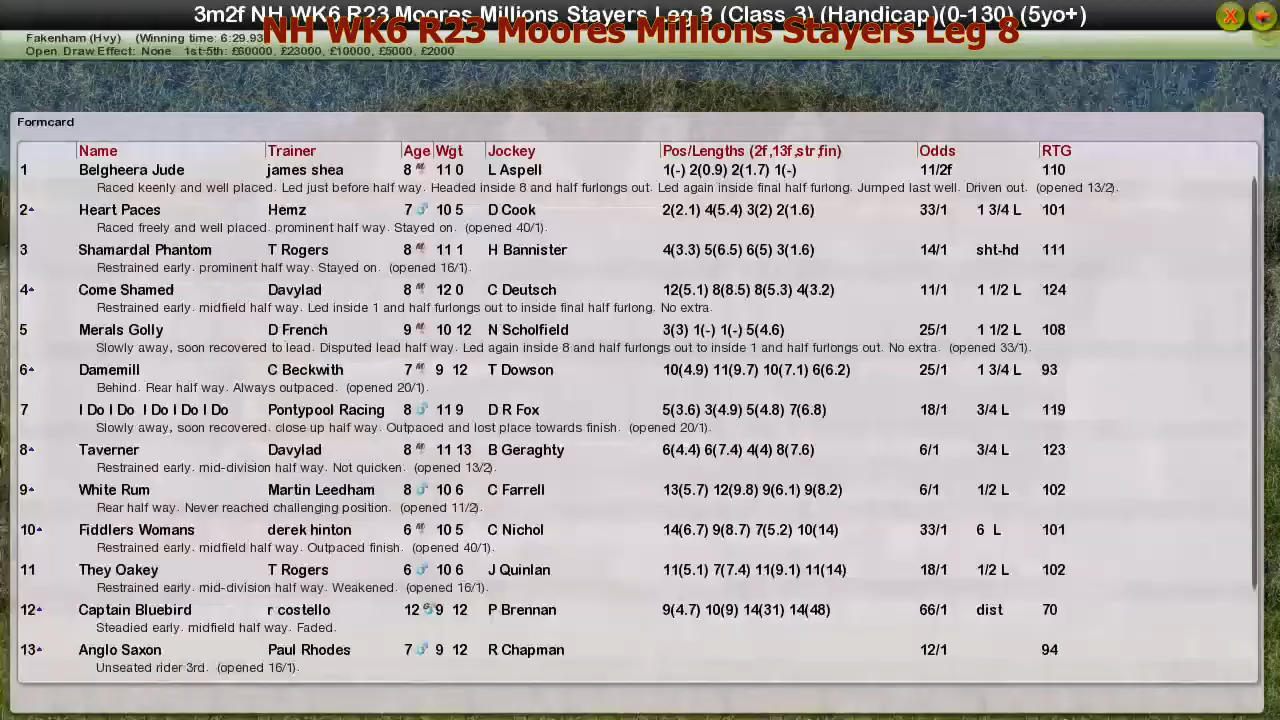 3m2f NH WK6 R23 Moores Millions Stayers Leg 8 (Class 3) (Handicap)(0-130) (5yo+)
NH WK6 R23 Moores Millions Stayers Leg 8
Fakenham (Hvy) (Winning time: 6:29.93
Open. Draw Effect: None 1st-5th: £60000, £23000, £10000, £5000, £2000
Formcard
Name Trainer Age Wgt Jockey Pos/Lengths (2f,13f,str,fin) Odds RTG
1 Belgheera Jude james shea 8 11 0 L Aspell 1(-) 2(0.9) 2(1.7) 1(-) 11/2f 110
Raced keenly and well placed. Led just before half way. Headed inside 8 and half furlongs out. Led again inside final half furlong. Jumped last well. Driven out. (opened 13/2).
2 Heart Paces Hemz 7 10 5 D Cook 2(2.1) 4(5.4) 3(2) 2(1.6) 33/1 1 3/4 L 101
Raced freely and well placed. prominent half way. Stayed on. (opened 40/1).
3 Shamardal Phantom T Rogers 8 11 1 H Bannister 4(3.3) 5(6.5) 6(5) 3(1.6) 14/1 sht-hd 111
Restrained early. prominent half way. Stayed on. (opened 16/1).
4 Come Shamed Davylad 8 12 0 C Deutsch 12(5.1) 8(8.5) 8(5.3) 4(3.2) 11/1 1 1/2 L 124
Restrained early. midfield half way. Led inside 1 and half furlongs out to inside final half furlong. No extra.
5 Merals Golly D French 9 10 12 N Scholfield 3(3) 1(-) 1(-) 5(4.6) 25/1 1 1/2 L 108
Slowly away, soon recovered to lead. Disputed lead half way. Led again inside 8 and half furlongs out to inside 1 and half furlongs out. No extra. (opened 33/1).
6 Damemill C Beckwith 7 9 12 T Dowson 10(4.9) 11(9.7) 10(7.1) 6(6.2) 25/1 1 3/4 L 93
Behind. Rear half way. Always outpaced. (opened 20/1).
7 I Do I Do I Do I Do I Do Pontypool Racing 8 11 9 D R Fox 5(3.6) 3(4.9) 5(4.8) 7(6.8) 18/1 3/4 L 119
Slowly away, soon recovered. close up half way. Outpaced and lost place towards finish. (opened 20/1).
8 Taverner Davylad 8 11 13 B Geraghty 6(4.4) 6(7.4) 4(4) 8(7.6) 6/1 3/4 L 123
Restrained early. mid-division half way. Not quicken. (opened 13/2).
9 White Rum Martin Leedham 8 10 6 C Farrell 13(5.7) 12(9.8) 9(6.1) 9(8.2) 6/1 1/2 L 102
Rear half way. Never reached challenging position. (opened 11/2).
10 Fiddlers Womans derek hinton 6 10 5 C Nichol 14(6.7) 9(8.7) 7(5.2) 10(14) 33/1 6 L 101
Restrained early. midfield half way. Outpaced finish. (opened 40/1).
11 They Oakey T Rogers 6 10 6 J Quinlan 11(5.1) 7(7.4) 11(9.1) 11(14) 18/1 1/2 L 102
Restrained early. mid-division half way. Weakened. (opened 16/1).
12 Captain Bluebird r costello 12 9 12 P Brennan 9(4.7) 10(9) 14(31) 14(48) 66/1 dist 70
Steadied early. midfield half way. Faded.
13 Anglo Saxon Paul Rhodes 7 9 12 R Chapman 12/1 94
Unseated rider 3rd. (opened 16/1).